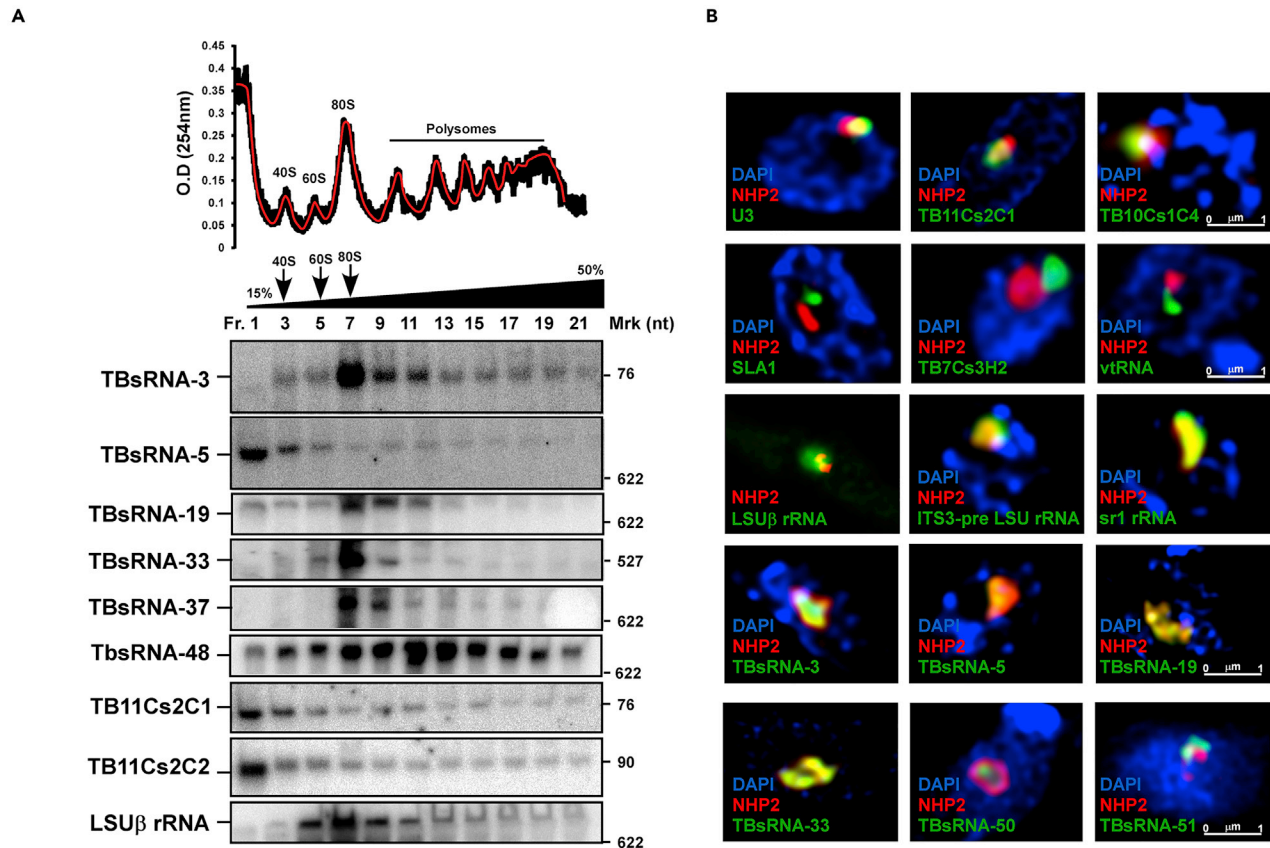 A
0.45
0.4
0.35
0.3
0.25
0.2
0.15
0.1
0.05
0
O.D (254nm)
40S
60S
80S
Polysomes
40S
60S
80S
15%
50%
Fr. 1 3 5 7 9 11 13 15 17 19 21 Mrk (nt)
TBsRNA-3
76
TBsRNA-5
622
TBsRNA-19
622
TBsRNA-33
527
TBsRNA-37
622
TbsRNA-48
622
TB11Cs2C1
76
TB11Cs2C2
90
LSUβ rRNA
622
B
DAPI
NHP2
U3
DAPI
NHP2
TB11Cs2C1
DAPI
NHP2
TB10Cs1C4
0 μm 1
DAPI
NHP2
SLA1
DAPI
NHP2
TB7Cs3H2
DAPI
NHP2
vtRNA
0 μm 1
NHP2
LSUβ rRNA
DAPI
NHP2
ITS3-pre LSU rRNA
DAPI
NHP2
sr1 rRNA
DAPI
NHP2
TBsRNA-3
DAPI
NHP2
TBsRNA-5
DAPI
NHP2
TBsRNA-19
0 μm 1
DAPI
NHP2
TBsRNA-33
DAPI
NHP2
TBsRNA-50
DAPI
NHP2
TBsRNA-51
0 μm 1